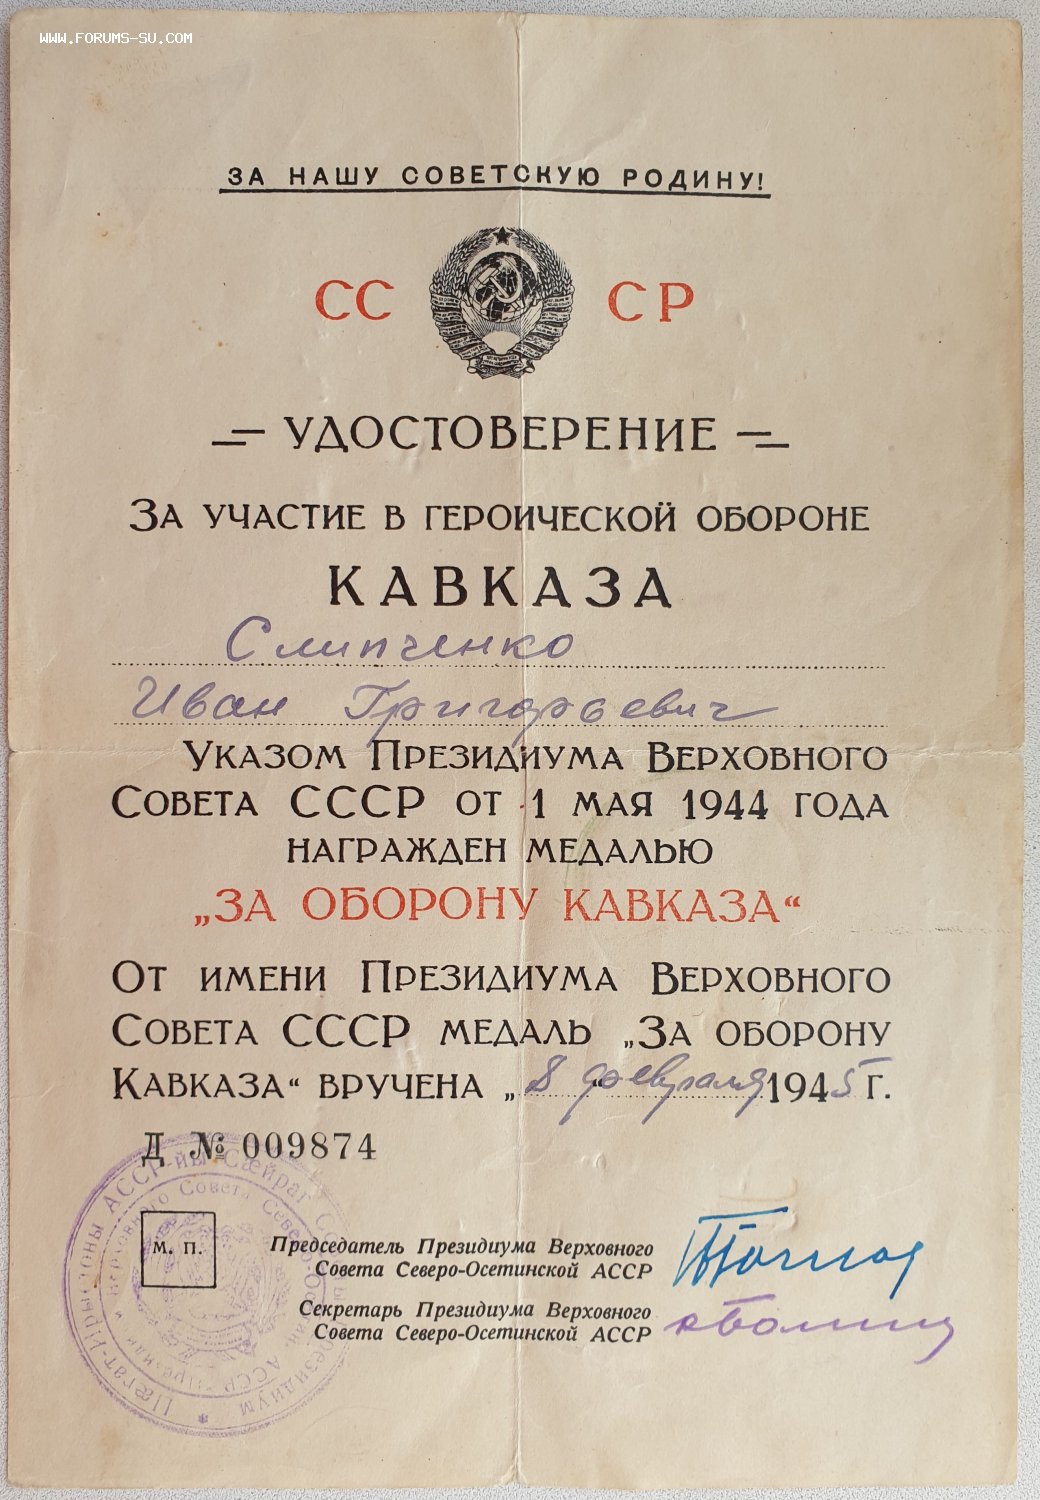 WWW.FORUMS-SU.COM
ЗА НАШУ СОВЕТСКУЮ РОДИНУ!
СС СР
УДОСТОВЕРЕНИЕ
ЗА УЧАСТИЕ В ГЕРОИЧЕСКОЙ ОБОРОНЕ
КАВКАЗА
Слипченко
Иван Григорьевич
УКАЗОМ ПРЕЗИДИУМА ВЕРХОВНОГО
СОВЕТА СССР ОТ 1 МАЯ 1944 ГОДА
НАГРАЖДЕН МЕДАЛЬЮ
„ЗА ОБОРОНУ КАВКАЗА“
ОТ ИМЕНИ ПРЕЗИДИУМА ВЕРХОВНОГО
СОВЕТА СССР МЕДАЛЬ „ЗА ОБОРОНУ
КАВКАЗА“ ВРУЧЕНА „8“ февраля 1945 Г.
Д № 009874
М. П.
Председатель Президиума Верховного
Совета Северо-Осетинской АССР
Секретарь Президиума Верховного
Совета Северо-Осетинской АССР